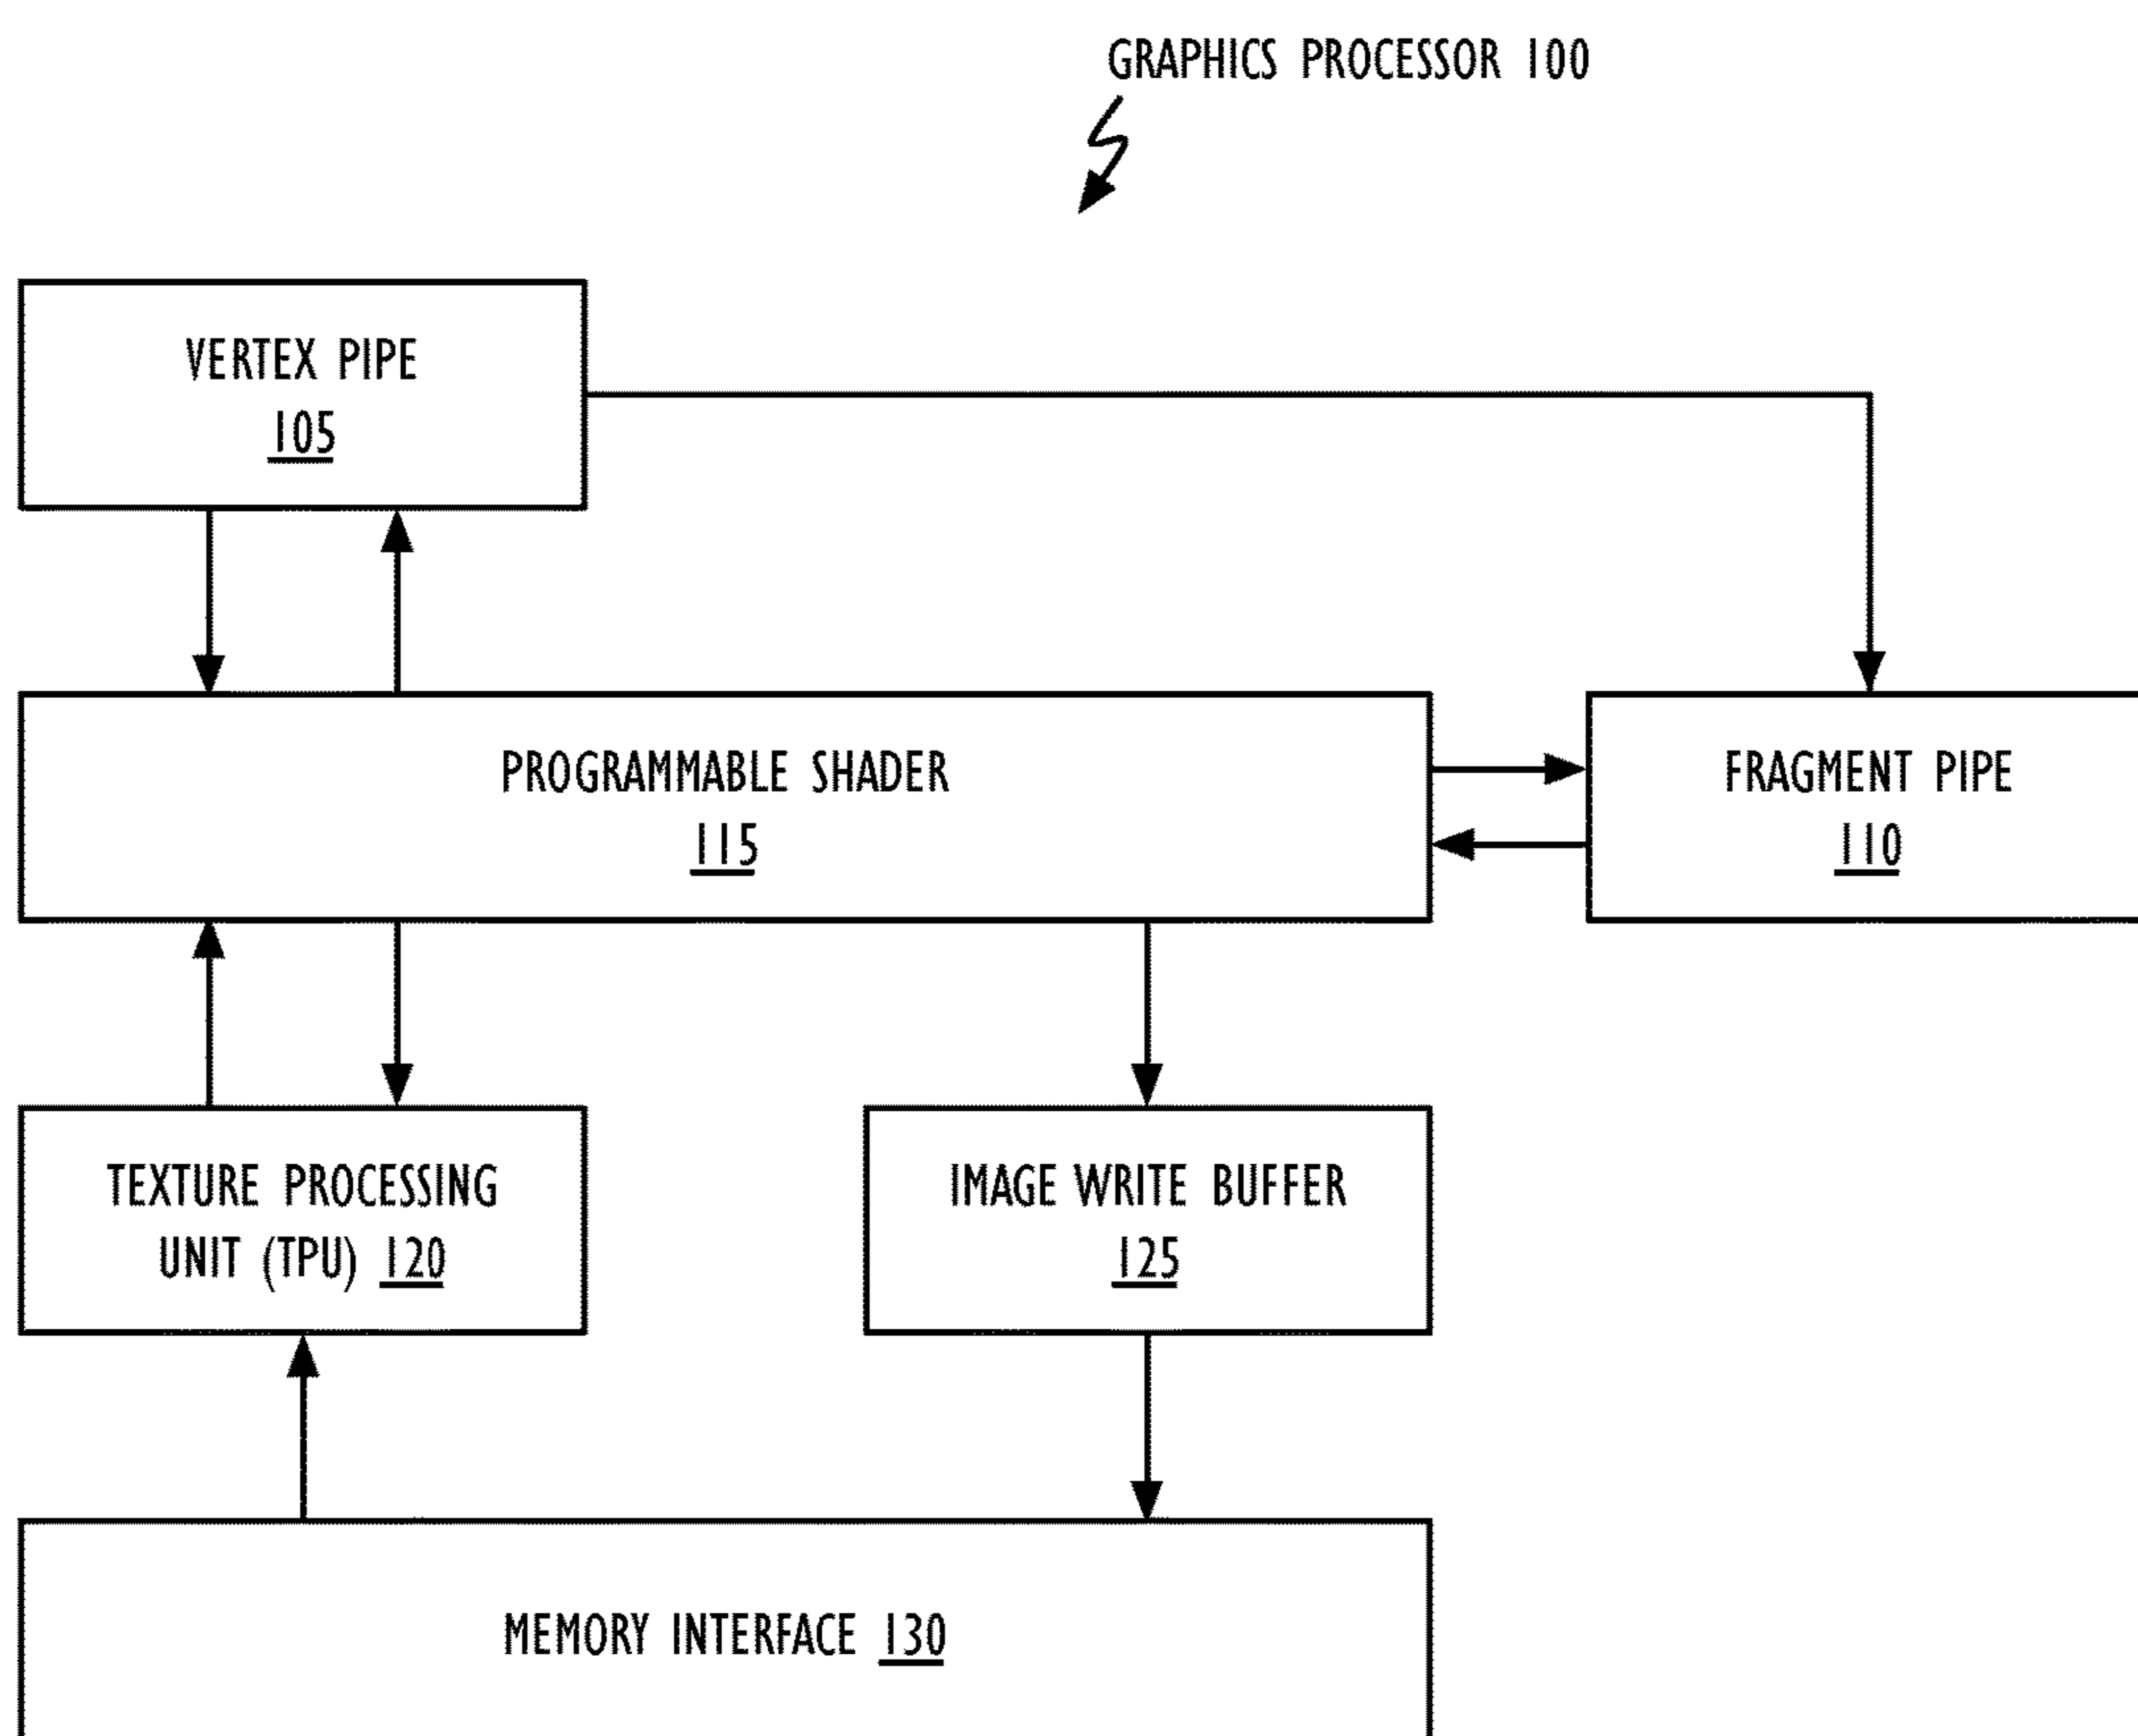 GRAPHICS PROCESSOR 100
VERTEX PIPE
105
PROGRAMMABLE SHADER
115
FRAGMENT PIPE
110
TEXTURE PROCESSING
UNIT (TPU) 120
IMAGE WRITE BUFFER
125
MEMORY INTERFACE 130